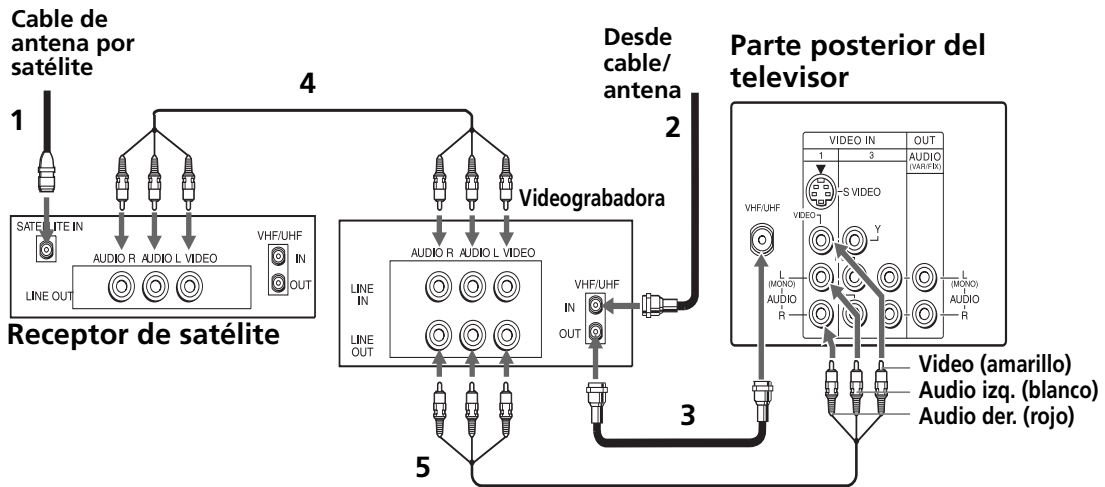 Cable de
antena por
satélite
1
4
Desde
cable/
antena
2
Parte posterior del
televisor
VIDEO IN
OUT
1
3
AUDIO
(VAR/FIX)
S VIDEO
VHF/UHF
VIDEO
Y
L
(MONO)
AUDIO
R
L
(MONO)
AUDIO
R
Videograbadora
SATELLITE IN
AUDIO R AUDIO L VIDEO
VHF/UHF
IN
OUT
LINE OUT
Receptor de satélite
AUDIO R AUDIO L VIDEO
LINE
IN
VHF/UHF
IN
OUT
LINE
OUT
Video (amarillo)
Audio izq. (blanco)
Audio der. (rojo)
3
5